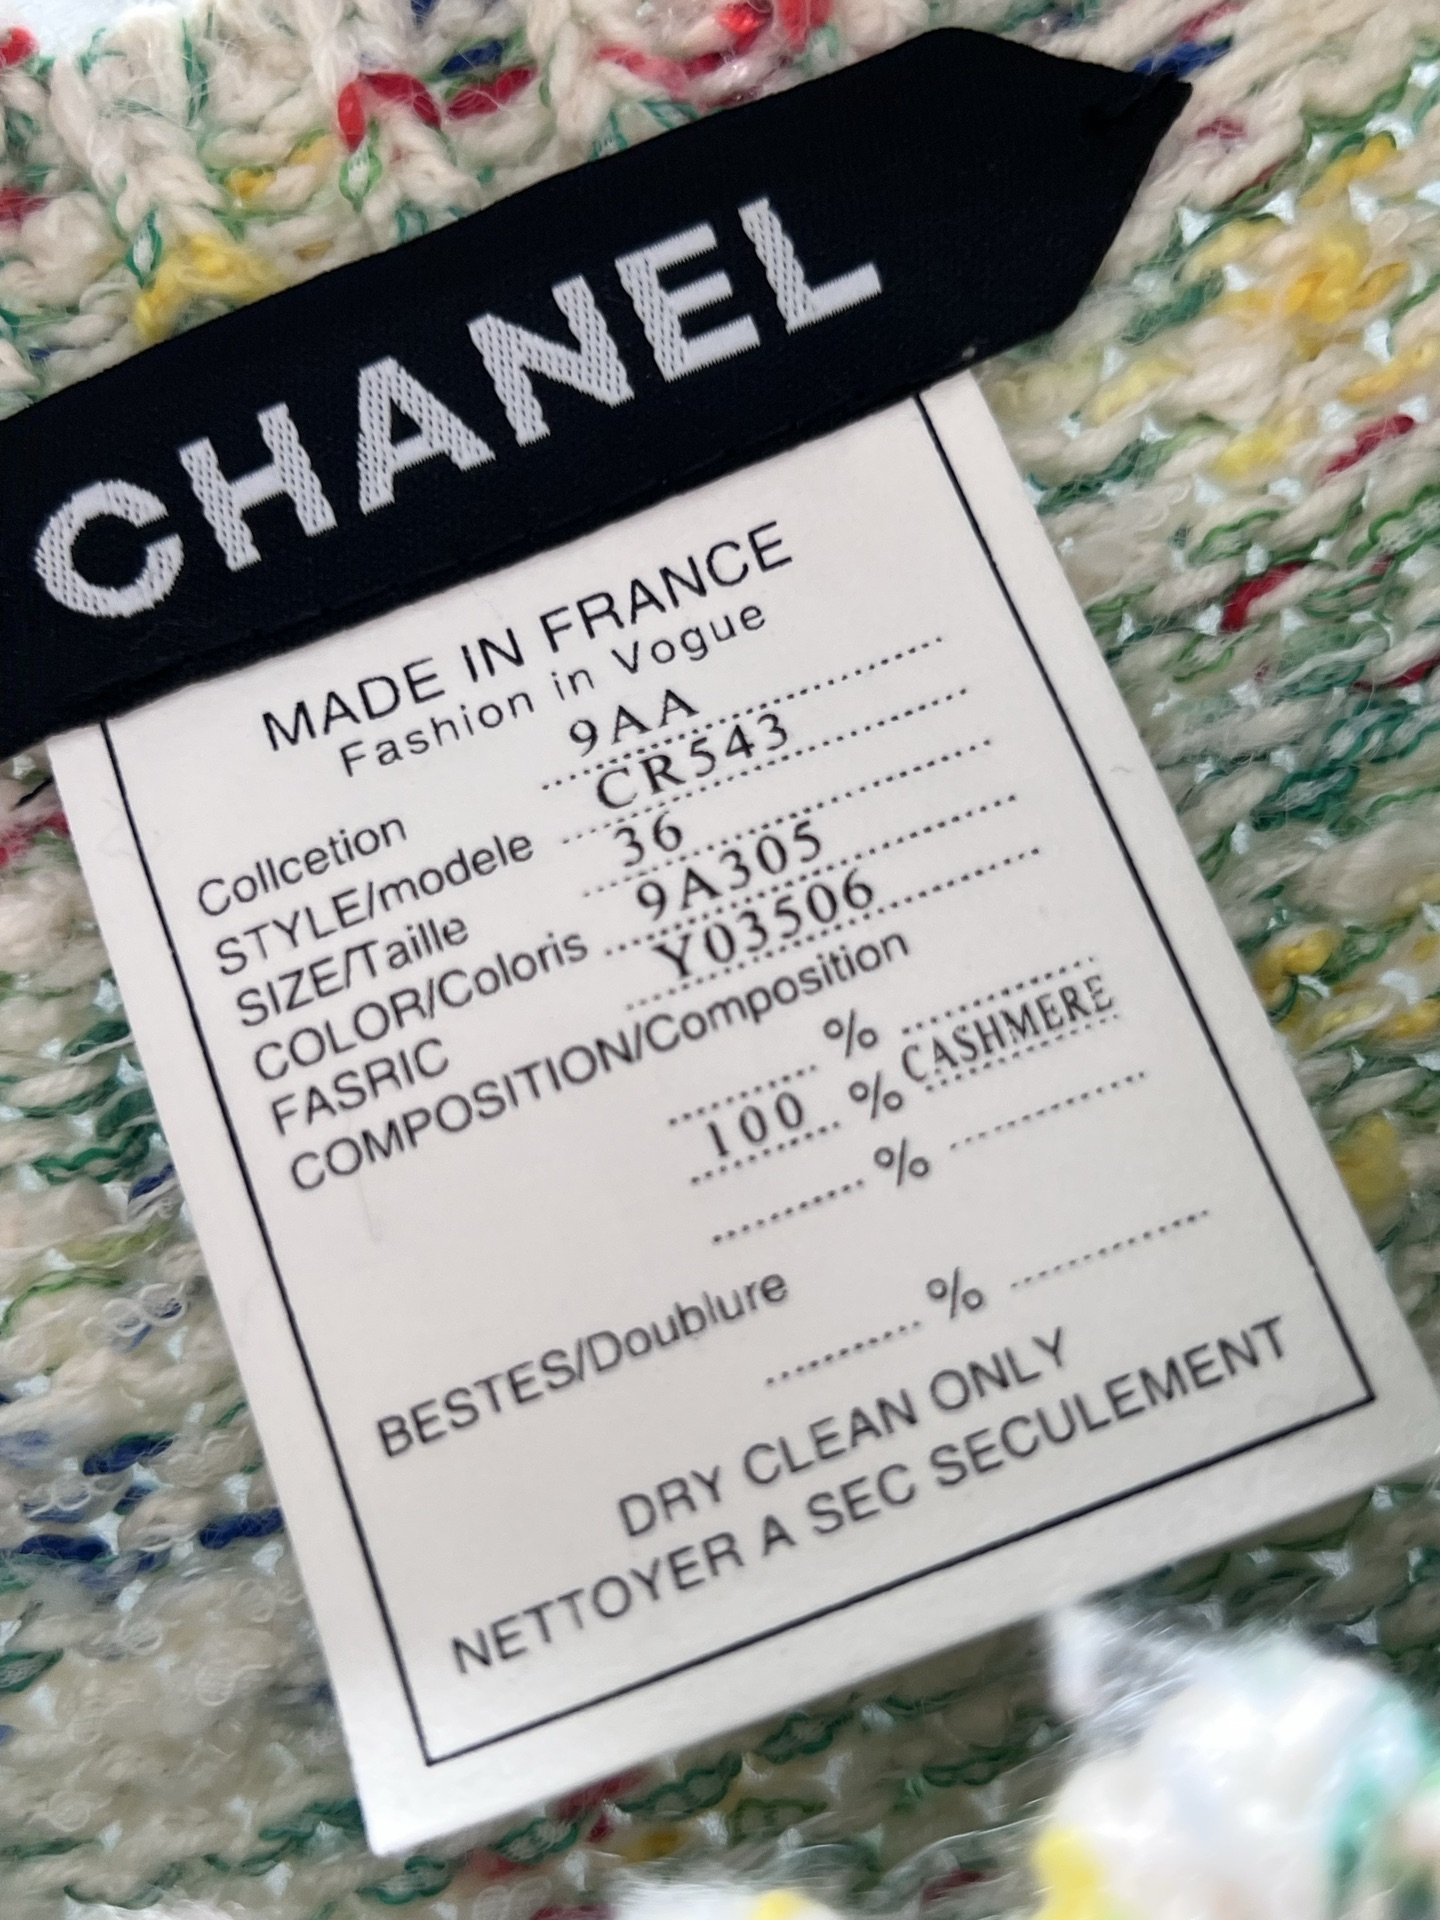 CHANEL
MADE IN FRANCE
Fashion in Vogue
Collcetion 9AA
STYLE/modele CR543
SIZE/Taille 36
COLOR/Coloris 9A305
FASRIC Y03506
COMPOSITION/Composition
%
100 % CASHMERE
%
BESTES/Doublure
%
DRY CLEAN ONLY
NETTOYER A SEC SECULEMENT